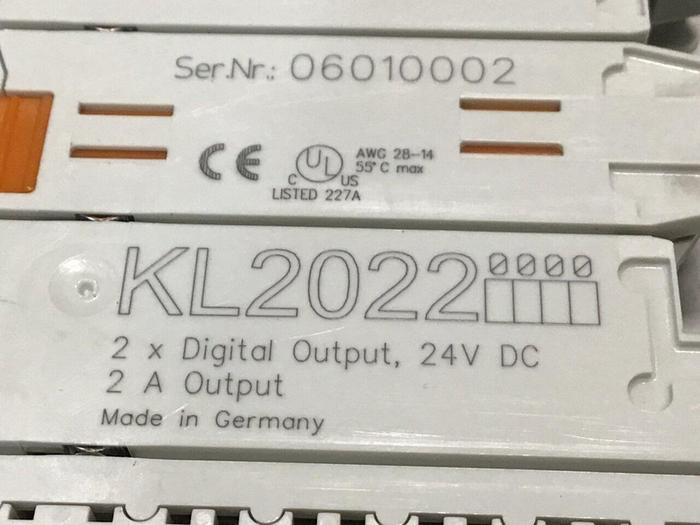 Ser.Nr.: 06010002
CE
UL
C US
LISTED 227A
AWG 28-14
55°C max
KL2022 0000
2 x Digital Output, 24V DC
2 A Output
Made in Germany